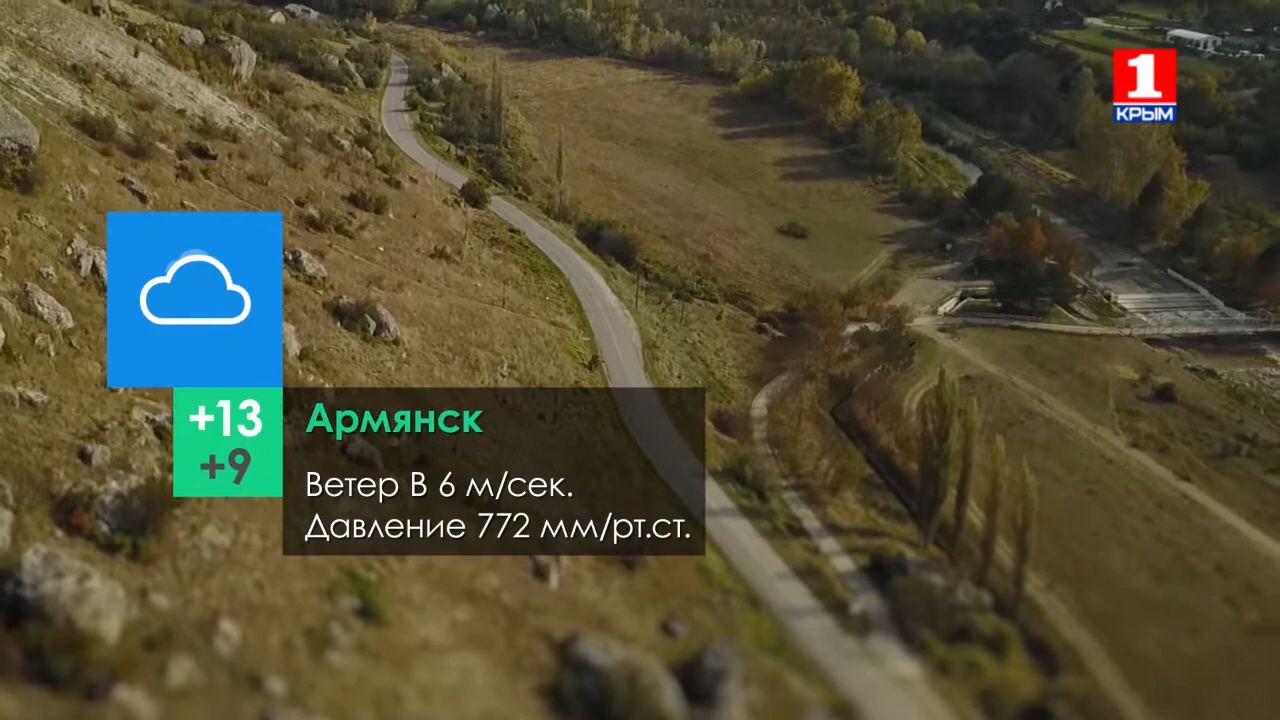 1
КРЫМ
+13
+9
Армянск
Ветер В 6 м/сек.
Давление 772 мм/рт.ст.